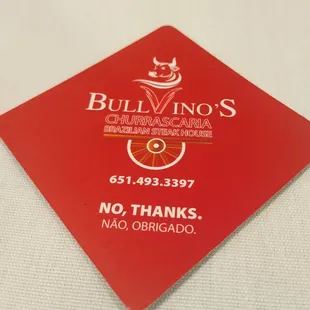 BULLVINO'S
CHURRASCARIA
BRAZILIAN STEAK HOUSE
651.493.3397
NO, THANKS.
NÃO, OBRIGADO.